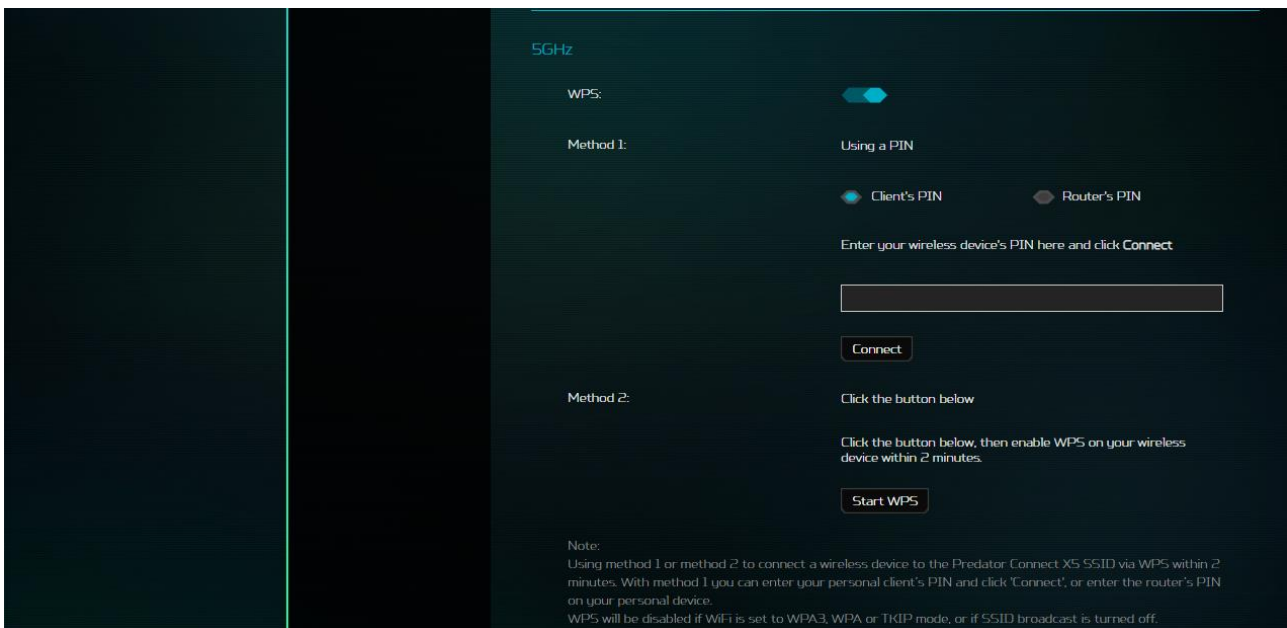 5GHz
WPS:
Method 1: Using a PIN
Client's PIN Router's PIN
Enter your wireless device's PIN here and click Connect
Connect
Method 2: Click the button below
Click the button below, then enable WPS on your wireless
device within 2 minutes.
Start WPS
Note:
Using method 1 or method 2 to connect a wireless device to the Predator Connect X5 SSID via WPS within 2
minutes. With method 1 you can enter your personal client's PIN and click 'Connect', or enter the router's PIN
on your personal device.
WPS will be disabled if WiFi is set to WPA3, WPA or TKIP mode, or if SSID broadcast is turned off.